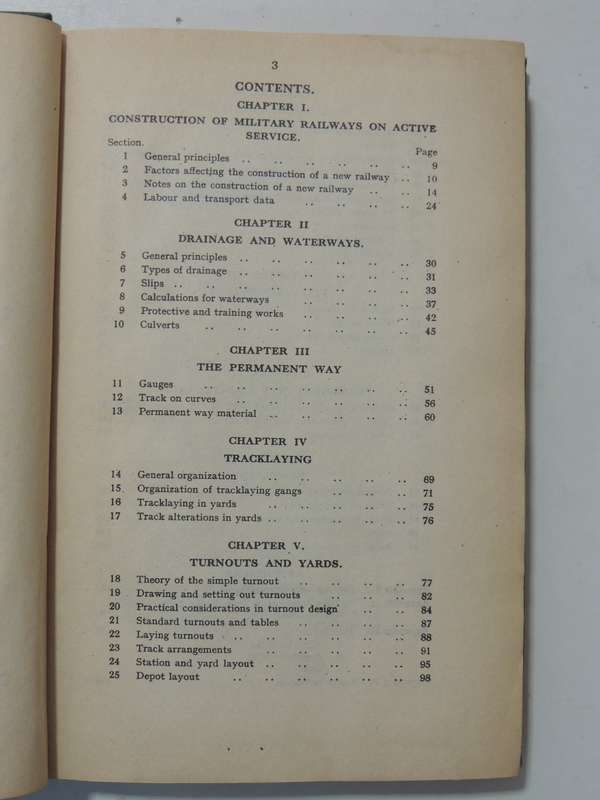 3
CONTENTS.
CHAPTER I.
CONSTRUCTION OF MILITARY RAILWAYS ON ACTIVE
SERVICE.
Section. Page
1 General principles .. .. .. .. .. .. 9
2 Factors affecting the construction of a new railway .. 10
3 Notes on the construction of a new railway .. .. 14
4 Labour and transport data .. .. .. .. 24
CHAPTER II
DRAINAGE AND WATERWAYS.
5 General principles .. .. .. .. .. .. 30
6 Types of drainage .. .. .. .. .. .. 31
7 Slips .. .. .. .. .. .. .. .. 33
8 Calculations for waterways .. .. .. .. 37
9 Protective and training works .. .. .. .. 42
10 Culverts .. .. .. .. .. .. .. 45
CHAPTER III
THE PERMANENT WAY
11 Gauges .. .. .. .. .. .. .. 51
12 Track on curves .. .. .. .. .. .. 56
13 Permanent way material .. .. .. .. .. 60
CHAPTER IV
TRACKLAYING
14 General organization .. .. .. .. .. 69
15 Organization of tracklaying gangs .. .. .. 71
16 Tracklaying in yards .. .. .. .. .. 75
17 Track alterations in yards .. .. .. .. .. 76
CHAPTER V.
TURNOUTS AND YARDS.
18 Theory of the simple turnout .. .. .. .. 77
19 Drawing and setting out turnouts .. .. .. 82
20 Practical considerations in turnout design .. .. 84
21 Standard turnouts and tables .. .. .. .. 87
22 Laying turnouts .. .. .. .. .. .. 88
23 Track arrangements .. .. .. .. .. 91
24 Station and yard layout .. .. .. .. .. 95
25 Depot layout .. .. .. .. .. .. 98